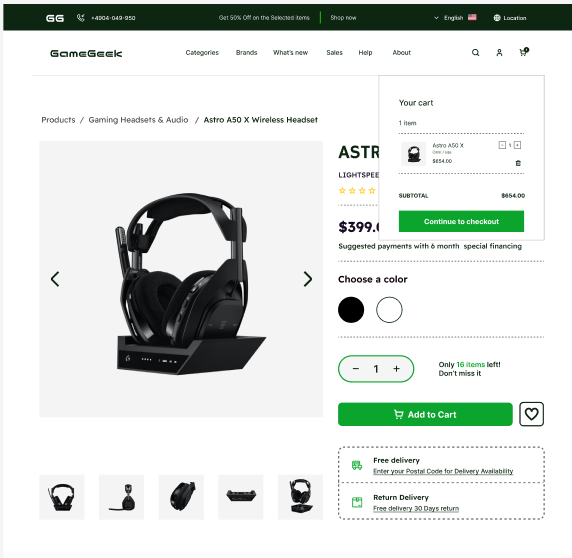 GG
+4904-049-950
Get 50% Off on the Selected items
Shop now
English
Location
GameGeek
Categories
Brands
What's new
Sales
Help
About
Your cart
1 item
Astro A50 X
$654.00
1
SUBTOTAL
$654.00
Continue to checkout
Products / Gaming Headsets & Audio / Astro A50 X Wireless Headset
ASTR
LIGHTSPEE
$399.
Suggested payments with 6 month special financing
Choose a color
− 1 +
Only 16 items left!
Don't miss it
Add to Cart
Free delivery
Enter your Postal Code for Delivery Availability
Return Delivery
Free delivery 30 Days return